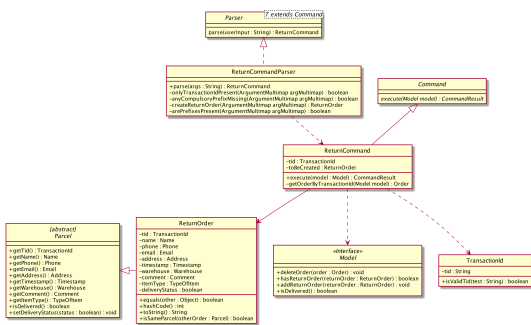 Parser
T extends Command
parse(userInput : String) : ReturnCommand
ReturnCommandParser
+parse(args : String) : ReturnCommand
-onlyTransactionIdPresent(ArgumentMultimap argMultimap) : boolean
-anyCompulsoryPrefixMissing(ArgumentMultimap argMultimap) : boolean
-createReturnOrder(ArgumentMultimap argMultimap) : ReturnOrder
-arePrefixesPresent(ArgumentMultimap argMultimap) : boolean
Command
execute(Model model) : CommandResult
ReturnCommand
-tid : TransactionId
-toBeCreated : ReturnOrder
+execute(model : Model) : CommandResult
-getOrderByTransactionId(Model model) : Order
{abstract}
Parcel
+getTid() : TransactionId
+getName() : Name
+getPhone() : Phone
+getEmail() : Email
+getAddress() : Address
+getTimestamp() : Timestamp
+getWarehouse() : Warehouse
+getComment() : Comment
+getItemType() : TypeOfItem
+isDelivered() : boolean
+setDeliveryStatus(boolean status) : void
ReturnOrder
-tid : TransactionId
-name : Name
-phone : Phone
-email : Email
-address : Address
-timestamp : Timestamp
-warehouse : Warehouse
-comment : Comment
-itemType : TypeOfItem
-deliveryStatus : boolean
+equals(other : Object) : boolean
+hashCode() : int
+toString() : String
+isSameParcel(otherOrder : Parcel) : boolean
«Interface»
Model
+deleteOrder(order : Order) : void
+hasReturnOrder(returnOrder : ReturnOrder) : boolean
+addReturnOrder(returnOrder : ReturnOrder) : void
+isDelivered() : boolean
TransactionId
-tid : String
+isValidTid(test : String) : boolean